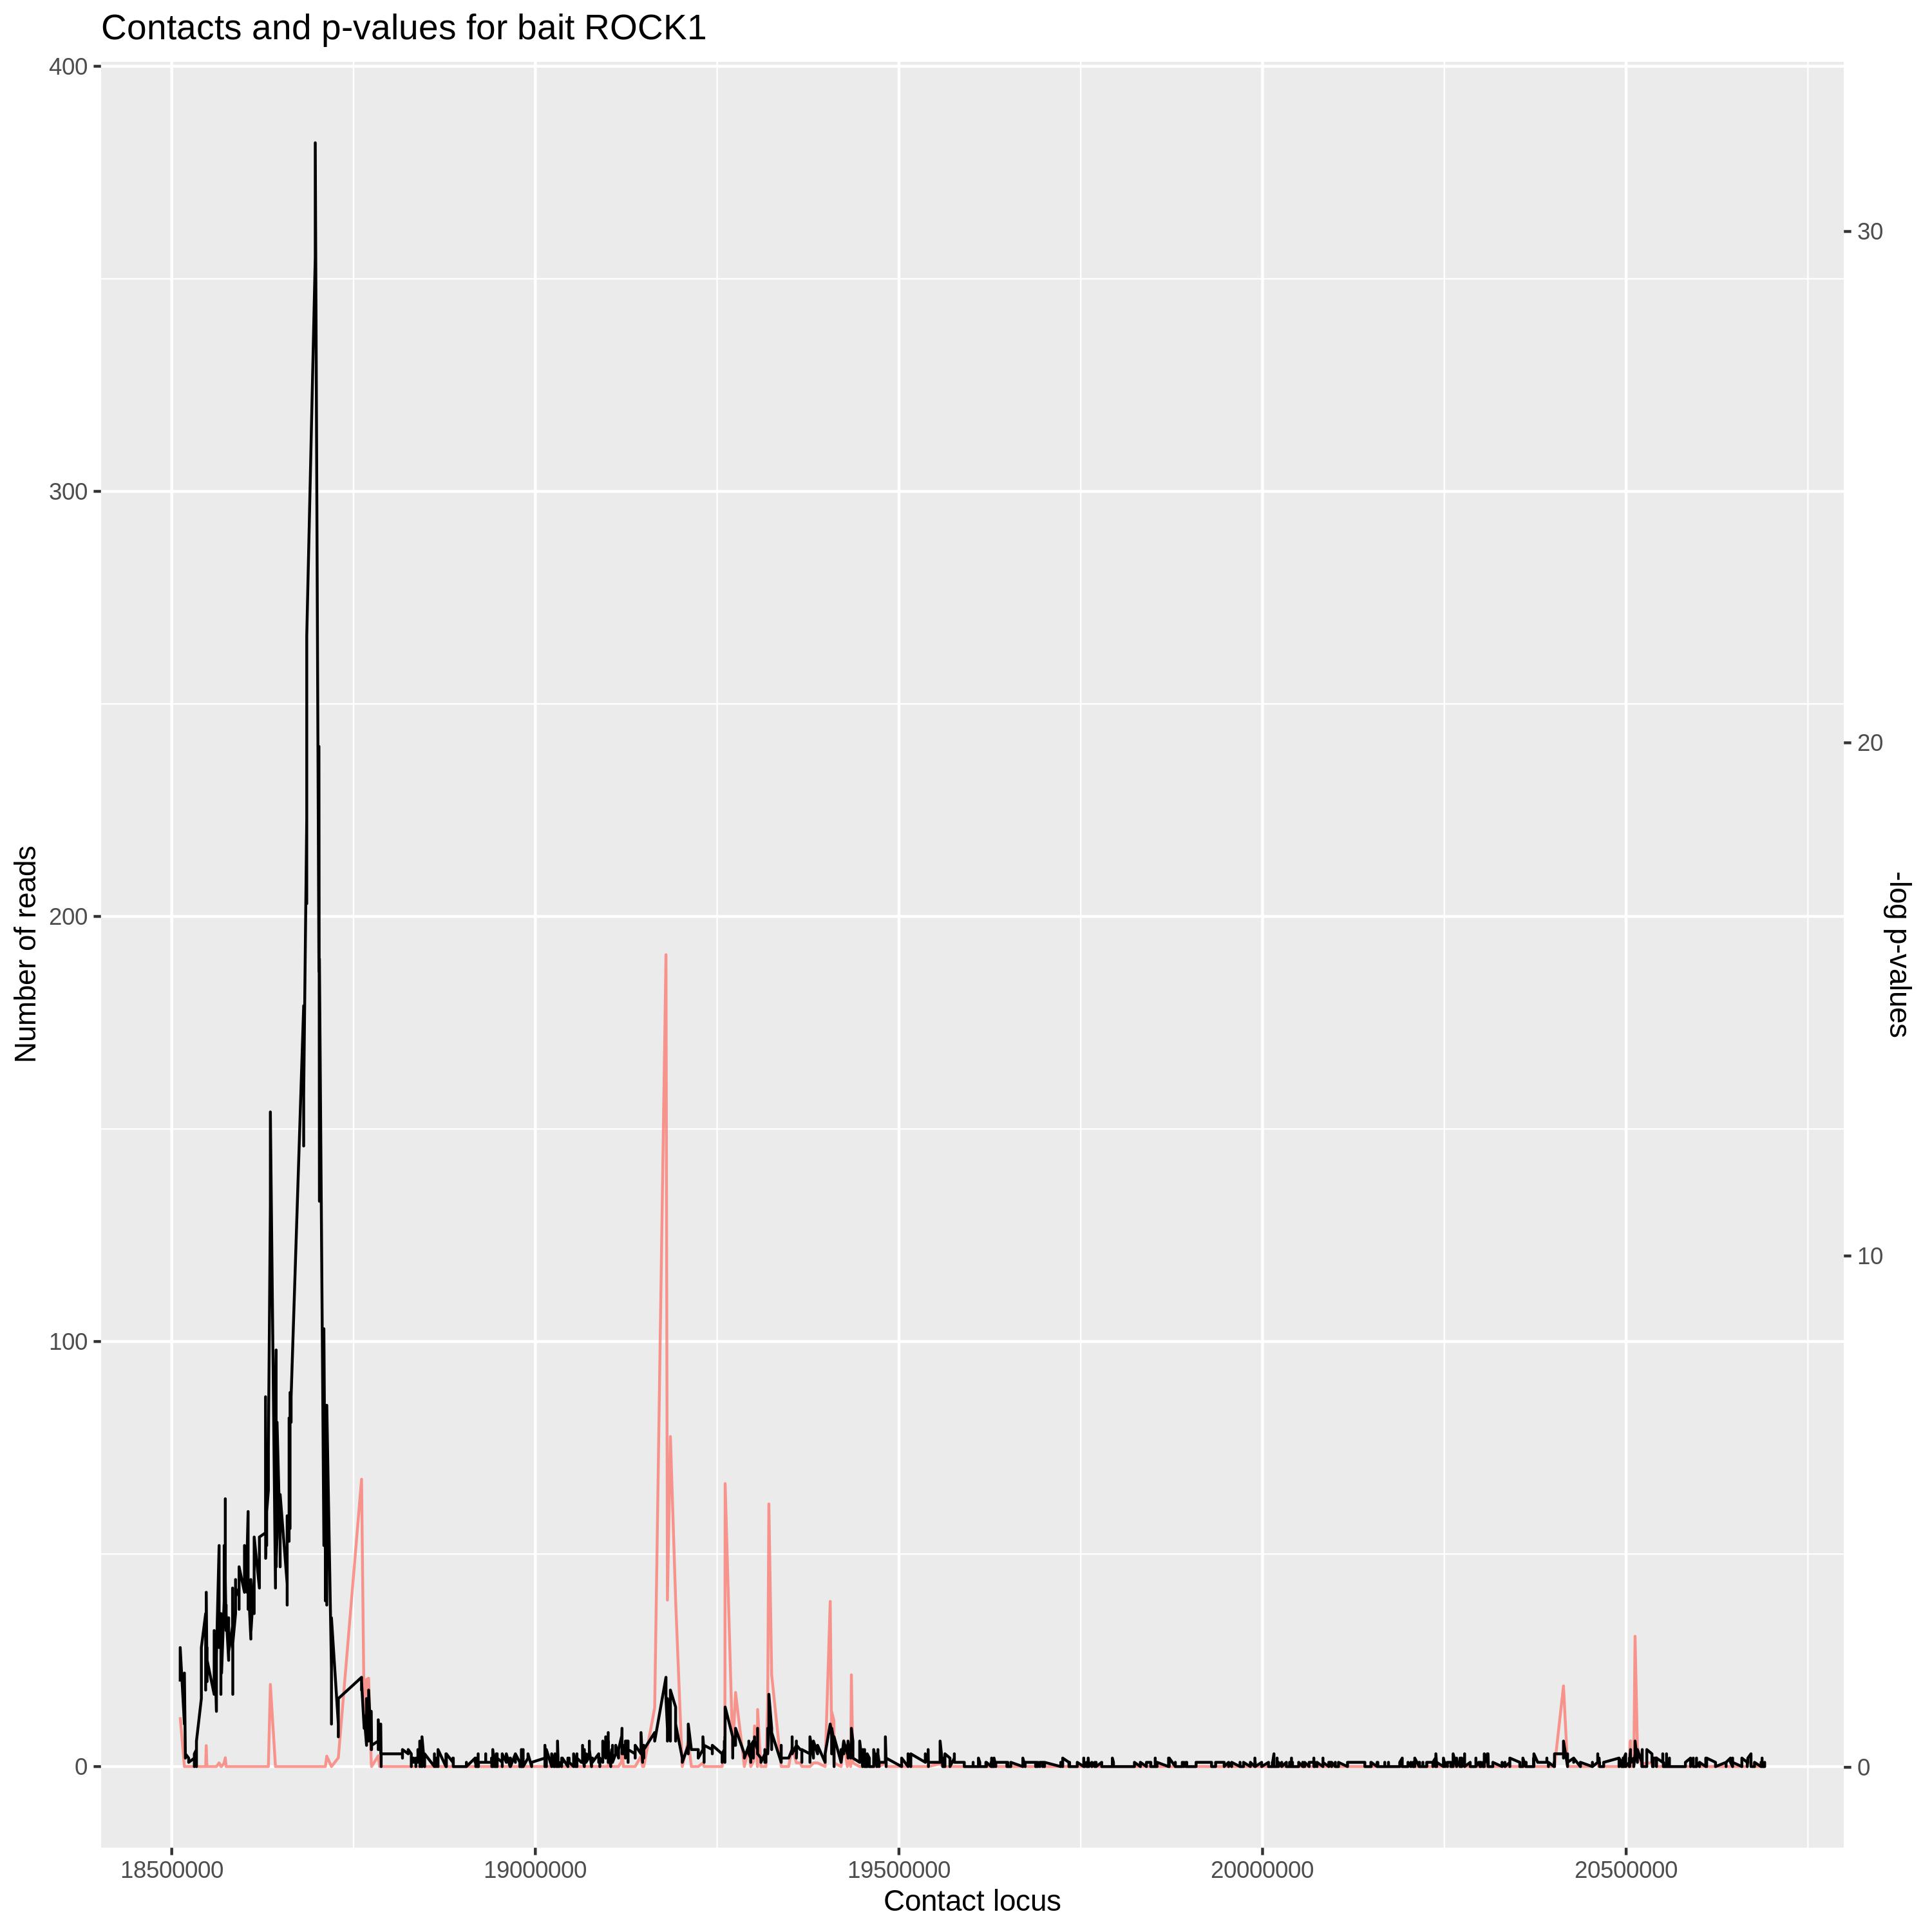 Contacts and p-values for bait ROCK1
Number of reads
400
300
200
100
0
30
20
10
0
-log p-values
18500000 19000000 19500000 20000000 20500000
Contact locus